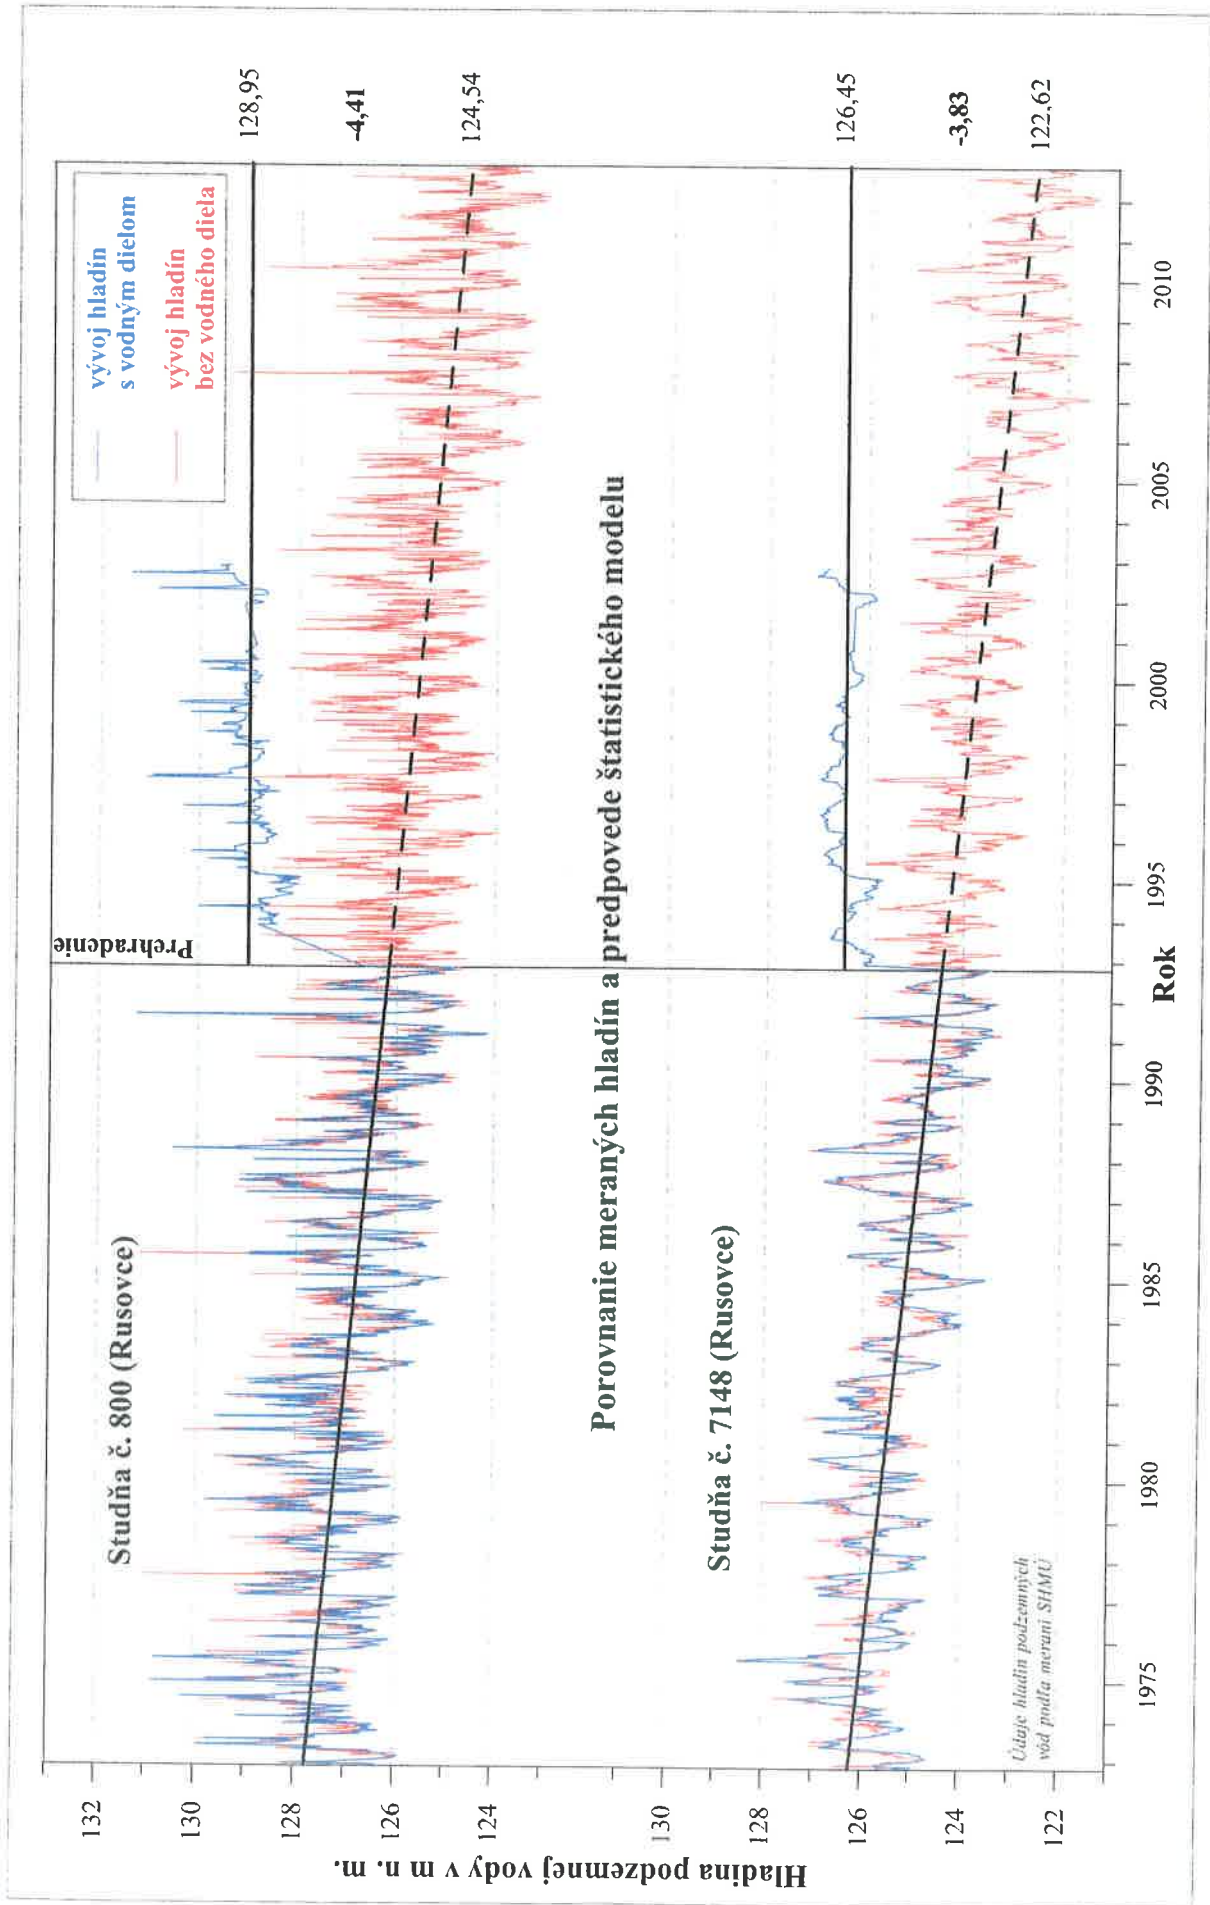 Studňa č. 800 (Rusovce)
Prehradenie
vývoj hladín
s vodným dielom
vývoj hladín
bez vodného diela
128,95
-4,41
124,54
Porovnanie meraných hladín a predpovede štatistického modelu
Studňa č. 7148 (Rusovce)
126,45
-3,83
122,62
Údaje hladín podzemných
vôd podľa meraní SHMÚ
Hladina podzemnej vody v m n. m.
132
130
128
126
124
130
128
126
124
122
1975
1980
1985
1990
1995
2000
2005
2010
Rok